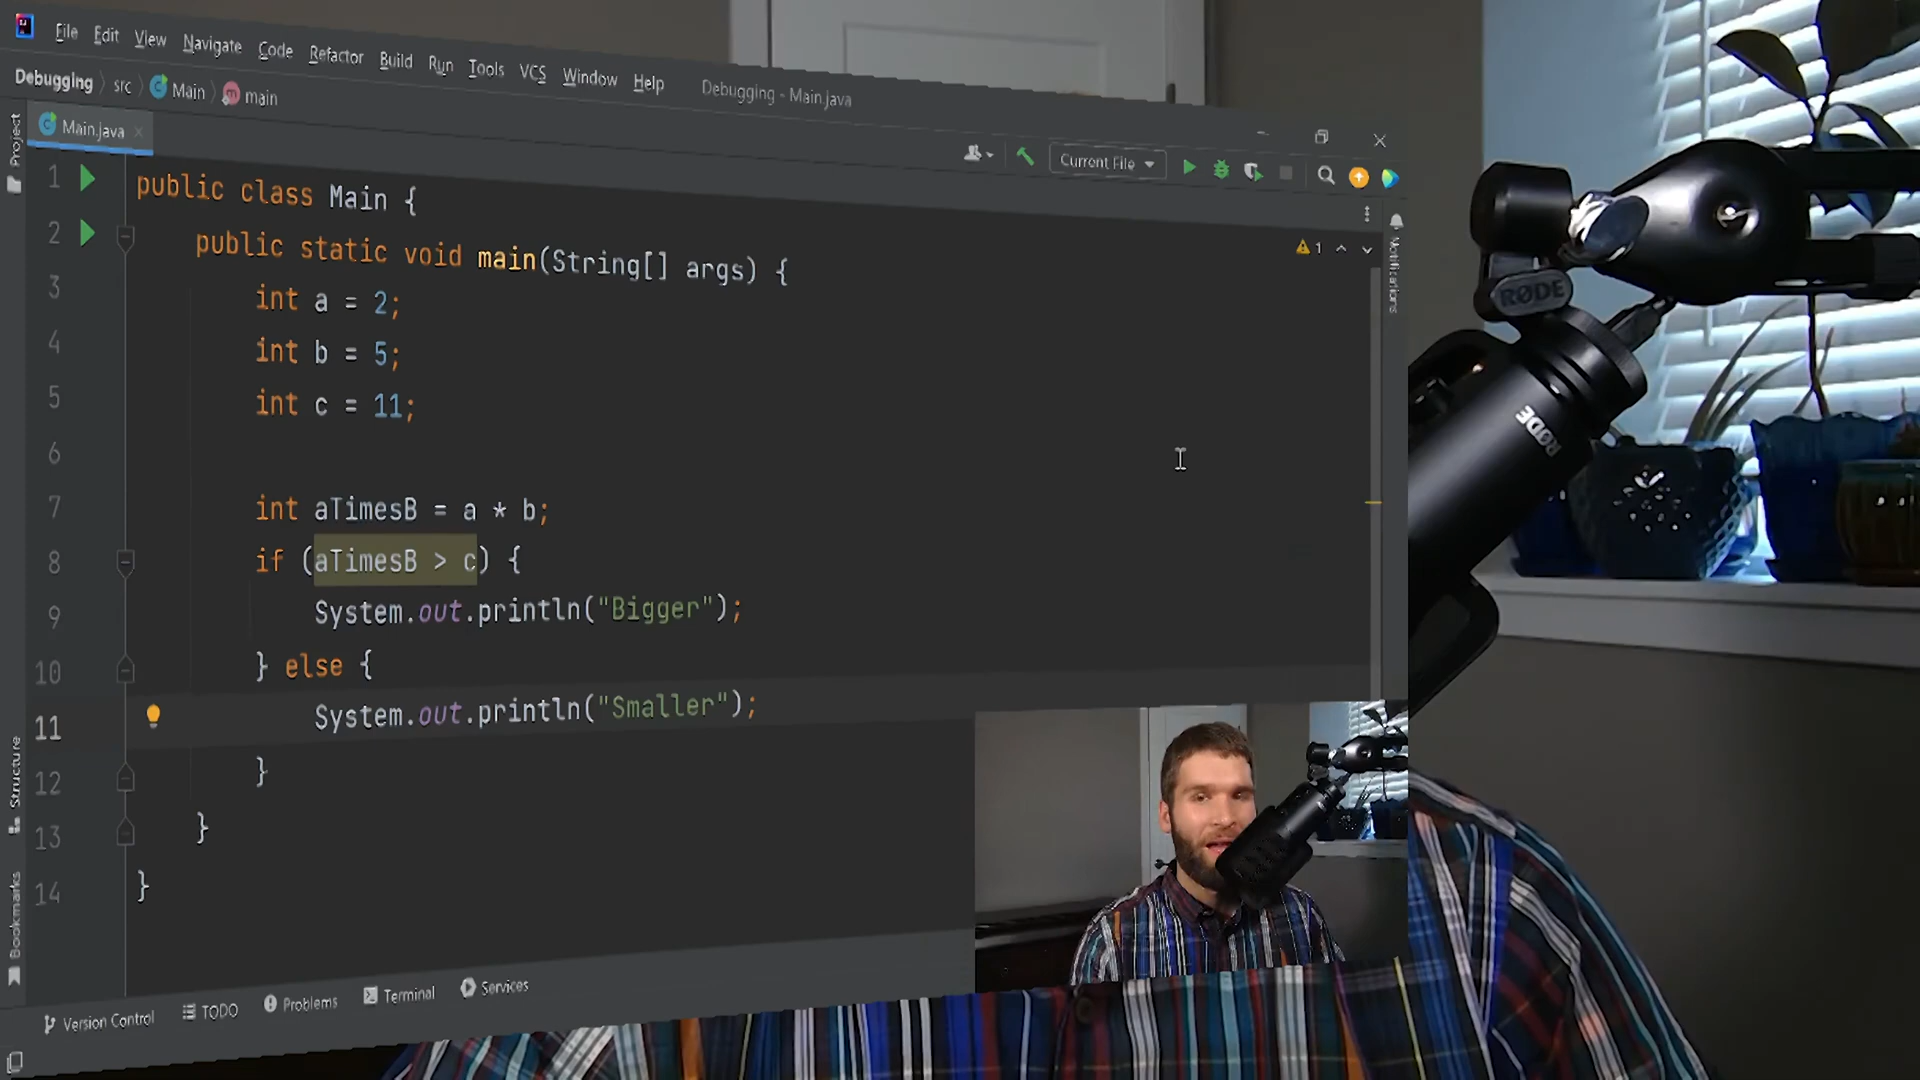 File Edit View Navigate Code Refactor Build Run Tools VCS Window Help Debugging - Main.java
Debugging src Main main
Main.java
Current File
Project
1 public class Main {
2 public static void main(String[] args) {
3 int a = 2;
4 int b = 5;
5 int c = 11;
6
7 int aTimesB = a * b;
8 if (aTimesB > c) {
9 System.out.println("Bigger");
10 } else {
11 System.out.println("Smaller");
12 }
13 }
14 }
1
Notifications
Structure
Bookmarks
Version Control TODO Problems Terminal Services
RØDE
RØDE